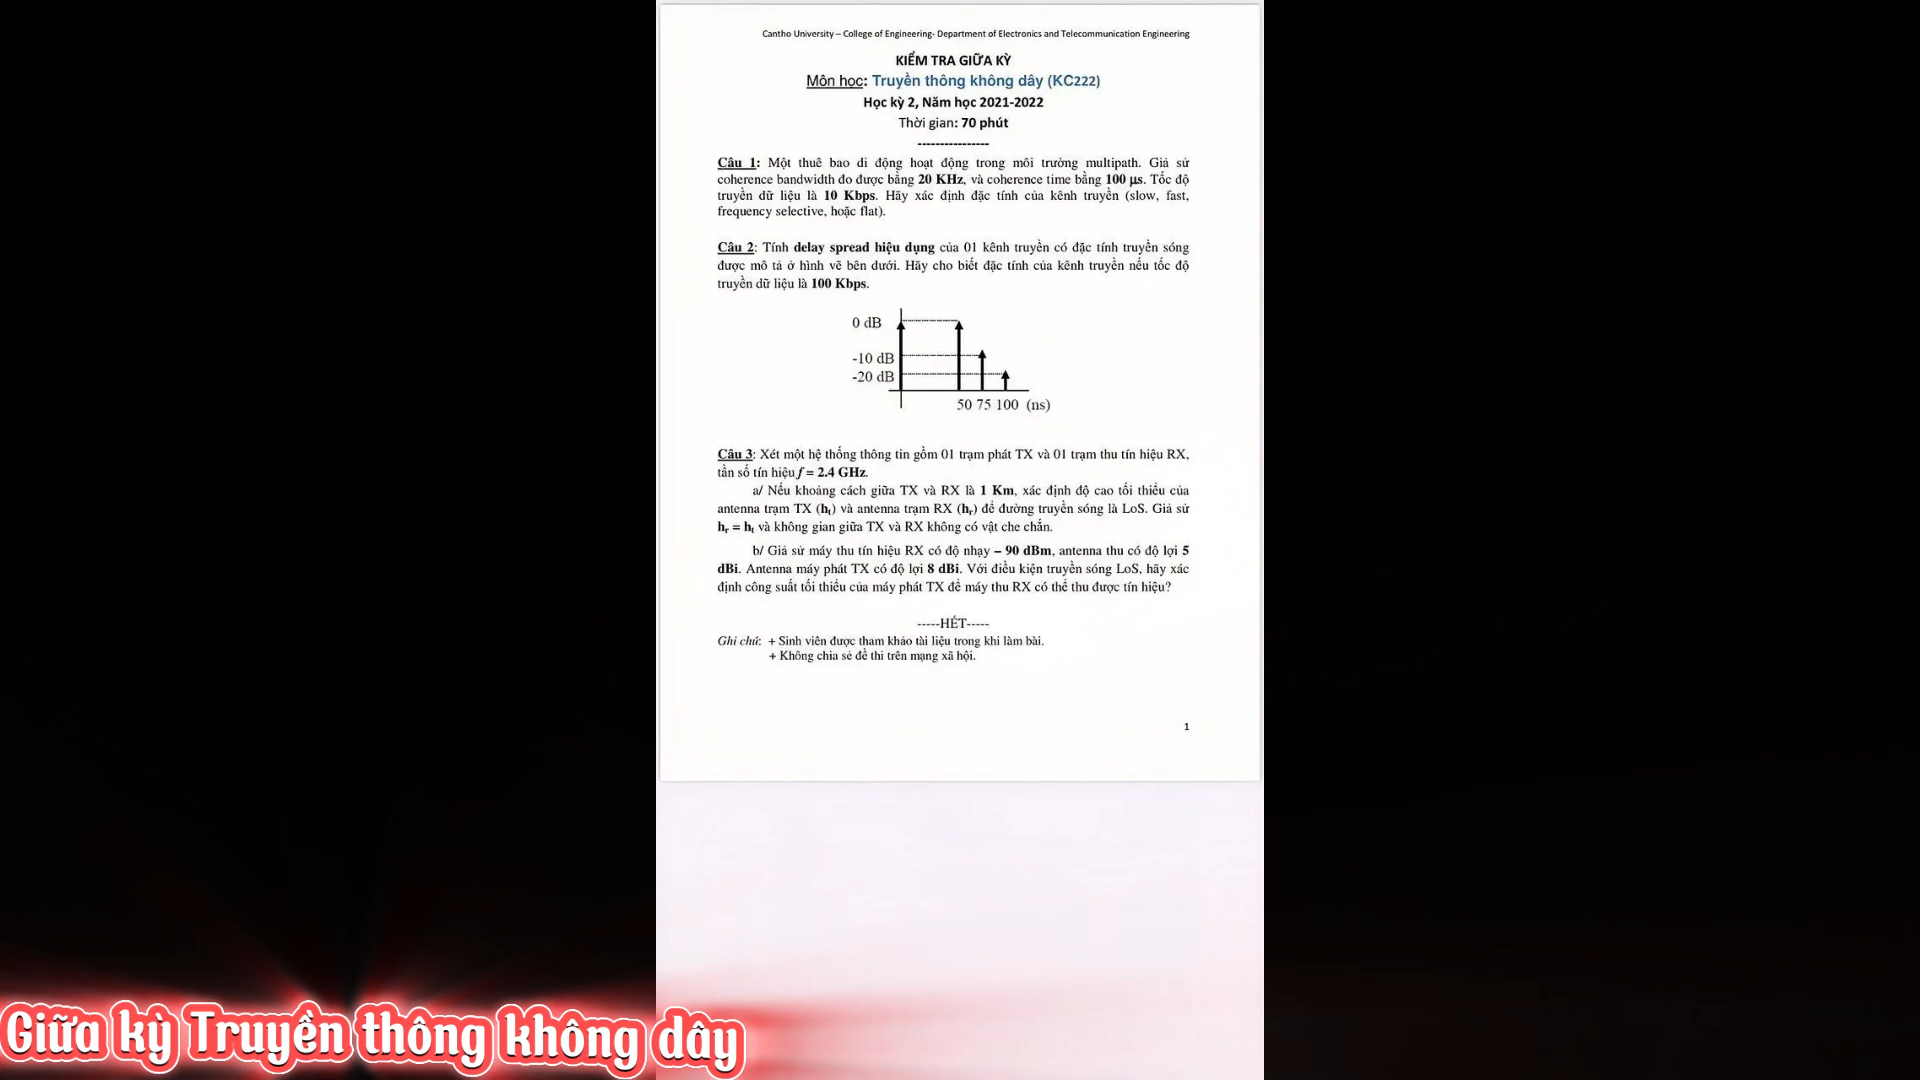 Cantho University – College of Engineering- Department of Electronics and Telecommunication Engineering
KIỂM TRA GIỮA KỲ
Môn học: Truyền thông không dây (KC222)
Học kỳ 2, Năm học 2021-2022
Thời gian: 70 phút
----------------
Câu 1: Một thuê bao di động hoạt động trong môi trường multipath. Giả sử
coherence bandwidth đo được bằng 20 KHz, và coherence time bằng 100 µs. Tốc độ
truyền dữ liệu là 10 Kbps. Hãy xác định đặc tính của kênh truyền (slow, fast,
frequency selective, hoặc flat).
Câu 2: Tính delay spread hiệu dụng của 01 kênh truyền có đặc tính truyền sóng
được mô tả ở hình vẽ bên dưới. Hãy cho biết đặc tính của kênh truyền nếu tốc độ
truyền dữ liệu là 100 Kbps.
0 dB
-10 dB
-20 dB
50 75 100 (ns)
Câu 3: Xét một hệ thống thông tin gồm 01 trạm phát TX và 01 trạm thu tín hiệu RX,
tần số tín hiệu f = 2.4 GHz.
a/ Nếu khoảng cách giữa TX và RX là 1 Km, xác định độ cao tối thiểu của
antenna trạm TX (ht) và antenna trạm RX (hr) để đường truyền sóng là LoS. Giả sử
hr = ht và không gian giữa TX và RX không có vật che chắn.
b/ Giả sử máy thu tín hiệu RX có độ nhạy – 90 dBm, antenna thu có độ lợi 5
dBi. Antenna máy phát TX có độ lợi 8 dBi. Với điều kiện truyền sóng LoS, hãy xác
định công suất tối thiểu của máy phát TX để máy thu RX có thể thu được tín hiệu?
-----HẾT-----
Ghi chú: + Sinh viên được tham khảo tài liệu trong khi làm bài.
+ Không chia sẻ đề thi trên mạng xã hội.
1
Giữa kỳ Truyền thông không dây